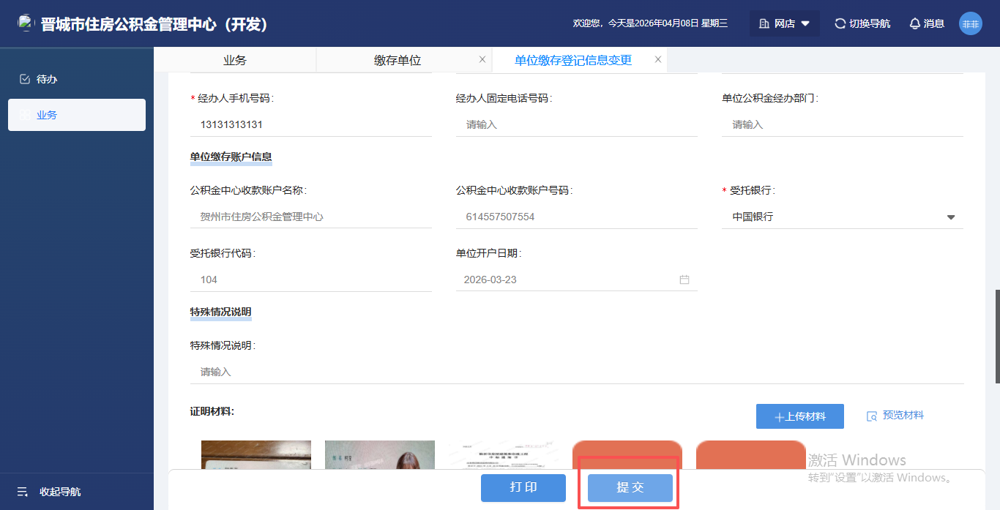 晋城市住房公积金管理中心（开发） 欢迎您，今天是2026年04月08日 星期三 网店 切换导航 消息 菲菲
业务 缴存单位 × 单位缴存登记信息变更 ×
待办
业务
* 经办人手机号码: 经办人固定电话号码: 单位公积金经办部门:
13131313131 请输入 请输入
单位缴存账户信息
公积金中心收款账户名称: 公积金中心收款账户号码: * 受托银行:
贺州市住房公积金管理中心 614557507554 中国银行
受托银行代码: 单位开户日期:
104 2026-03-23
特殊情况说明
特殊情况说明:
请输入
证明材料: 上传材料 预览材料
激活 Windows
转到"设置"以激活 Windows。
打 印 提 交
收起导航